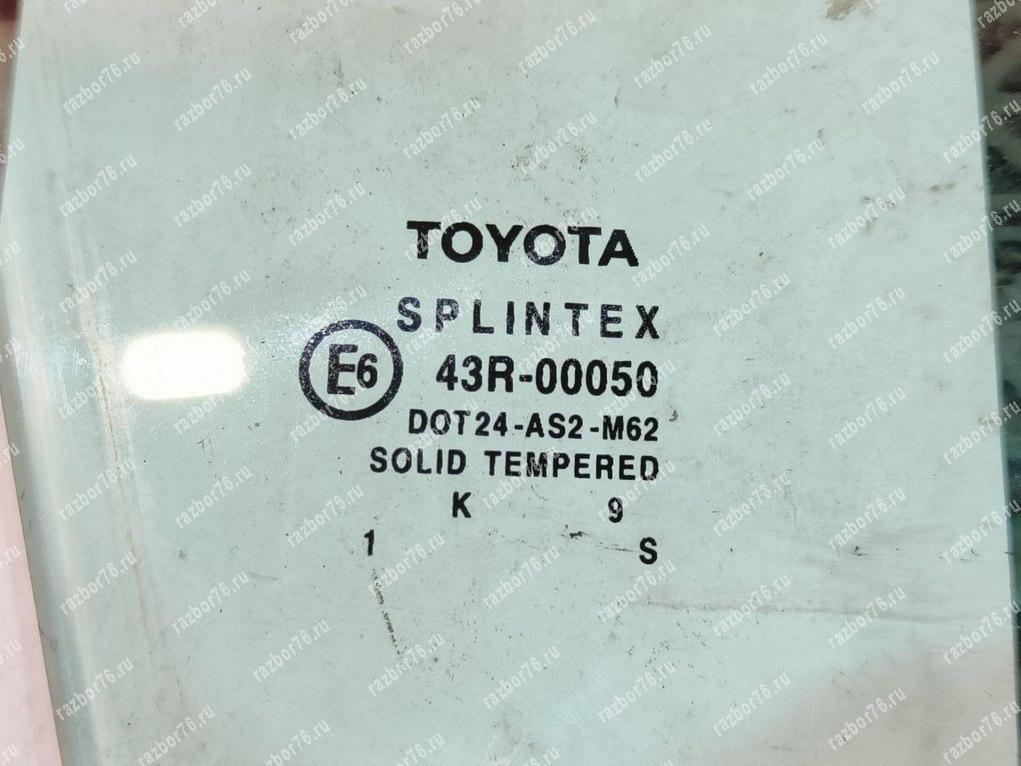 TOYOTA
SPLINTEX
E6 43R-00050
DOT24-AS2-M62
SOLID TEMPERED
K 9
1 S
razbor76.ru